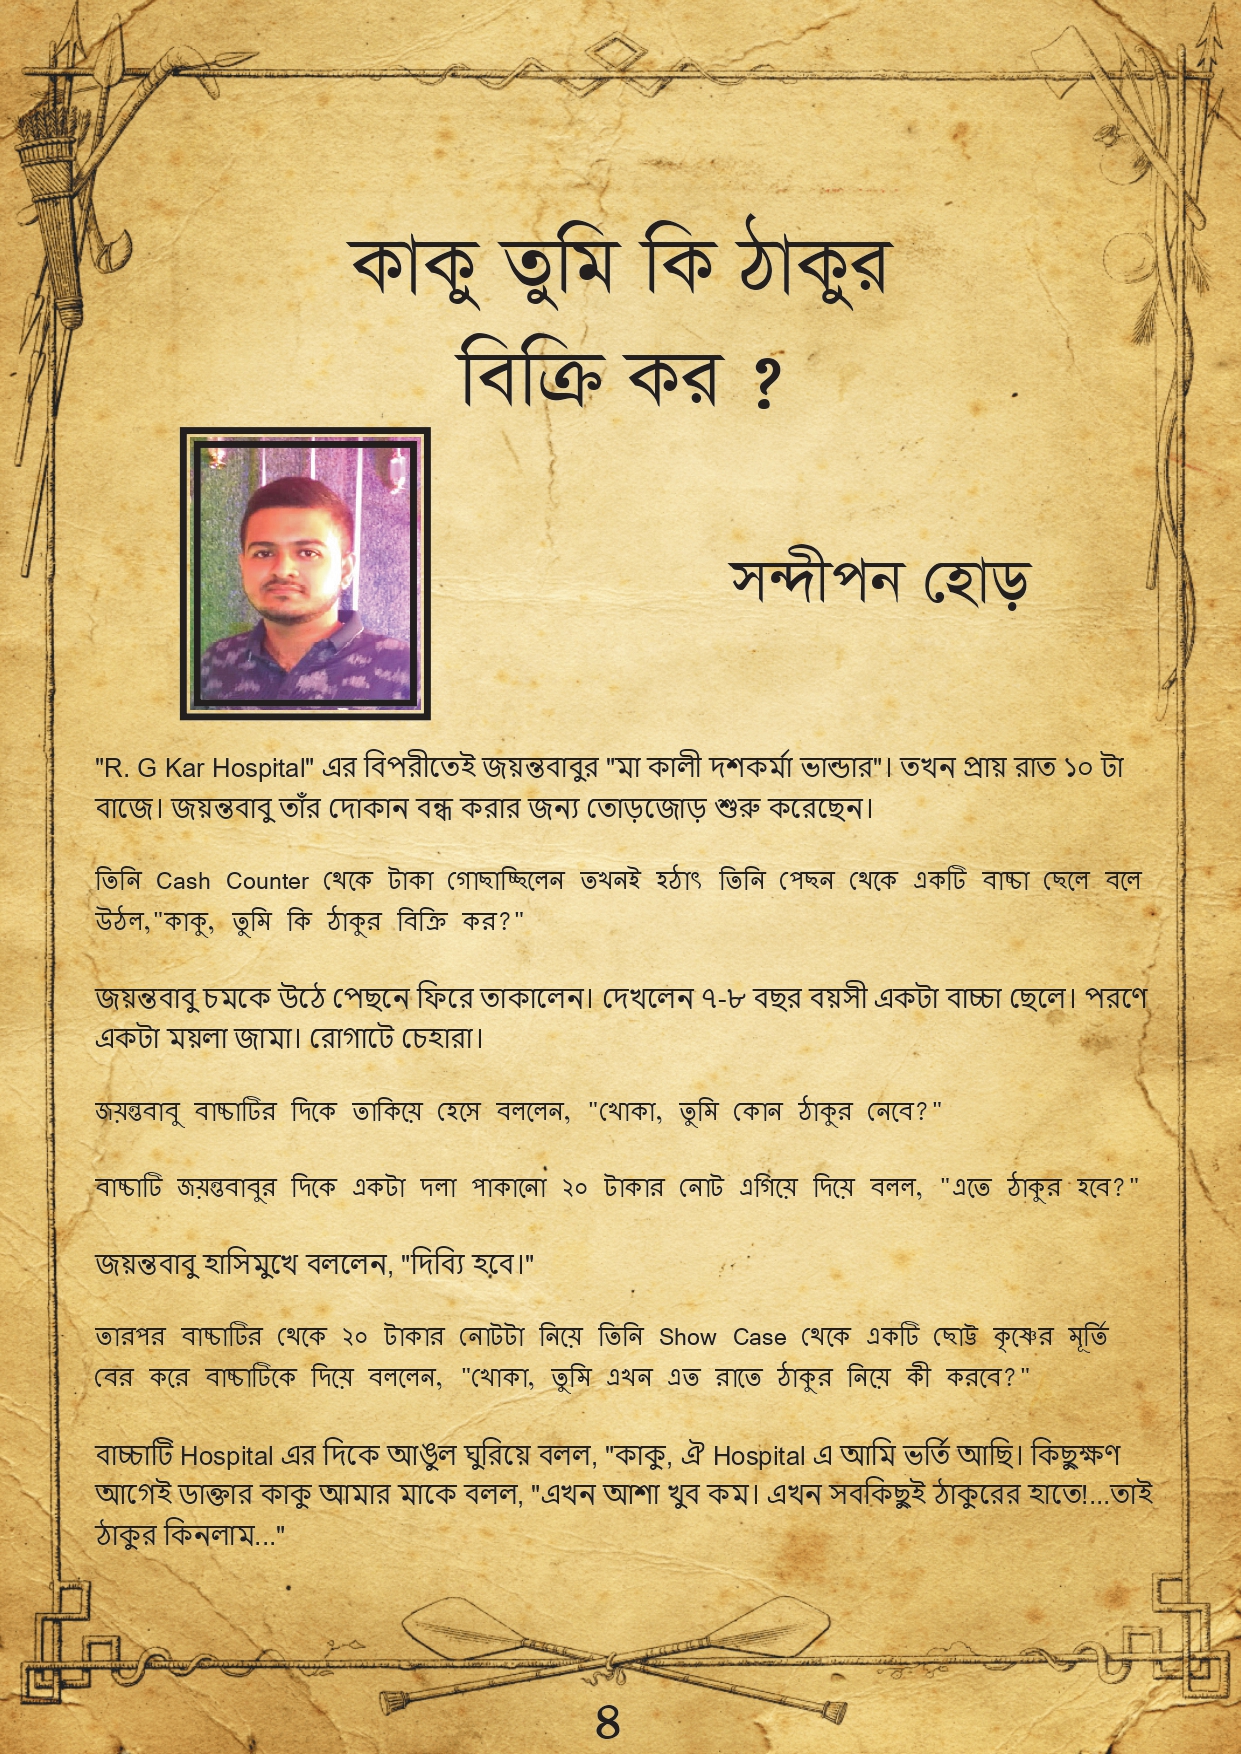 কাকু তুমি কি ঠাকুর
বিক্রি কর ?
সন্দীপন হোড়
"R. G Kar Hospital" এর বিপরীতেই জয়ন্তবাবুর "মা কালী দশকর্মা ভান্ডার"। তখন প্রায় রাত ১০ টা
বাজে। জয়ন্তবাবু তাঁর দোকান বন্ধ করার জন্য তোড়জোড় শুরু করেছেন।
তিনি Cash Counter থেকে টাকা গোছাচ্ছিলেন তখনই হঠাৎ তিনি পেছন থেকে একটি বাচ্চা ছেলে বলে
উঠল,"কাকু, তুমি কি ঠাকুর বিক্রি কর?"
জয়ন্তবাবু চমকে উঠে পেছনে ফিরে তাকালেন। দেখলেন ৭-৮ বছর বয়সী একটা বাচ্চা ছেলে। পরণে
একটা ময়লা জামা। রোগাটে চেহারা।
জয়ন্তবাবু বাচ্চাটির দিকে তাকিয়ে হেসে বললেন, "খোকা, তুমি কোন ঠাকুর নেবে?"
বাচ্চাটি জয়ন্তবাবুর দিকে একটা দলা পাকানো ২০ টাকার নোট এগিয়ে দিয়ে বলল, "এতে ঠাকুর হবে?"
জয়ন্তবাবু হাসিমুখে বললেন, "দিব্যি হবে।"
তারপর বাচ্চাটির থেকে ২০ টাকার নোটটা নিয়ে তিনি Show Case থেকে একটি ছোট্ট কৃষ্ণের মূর্তি
বের করে বাচ্চাটিকে দিয়ে বললেন, "খোকা, তুমি এখন এত রাতে ঠাকুর নিয়ে কী করবে?"
বাচ্চাটি Hospital এর দিকে আঙুল ঘুরিয়ে বলল, "কাকু, ঐ Hospital এ আমি ভর্তি আছি। কিছুক্ষণ
আগেই ডাক্তার কাকু আমার মাকে বলল, "এখন আশা খুব কম। এখন সবকিছুই ঠাকুরের হাতে!...তাই
ঠাকুর কিনলাম..."
৪